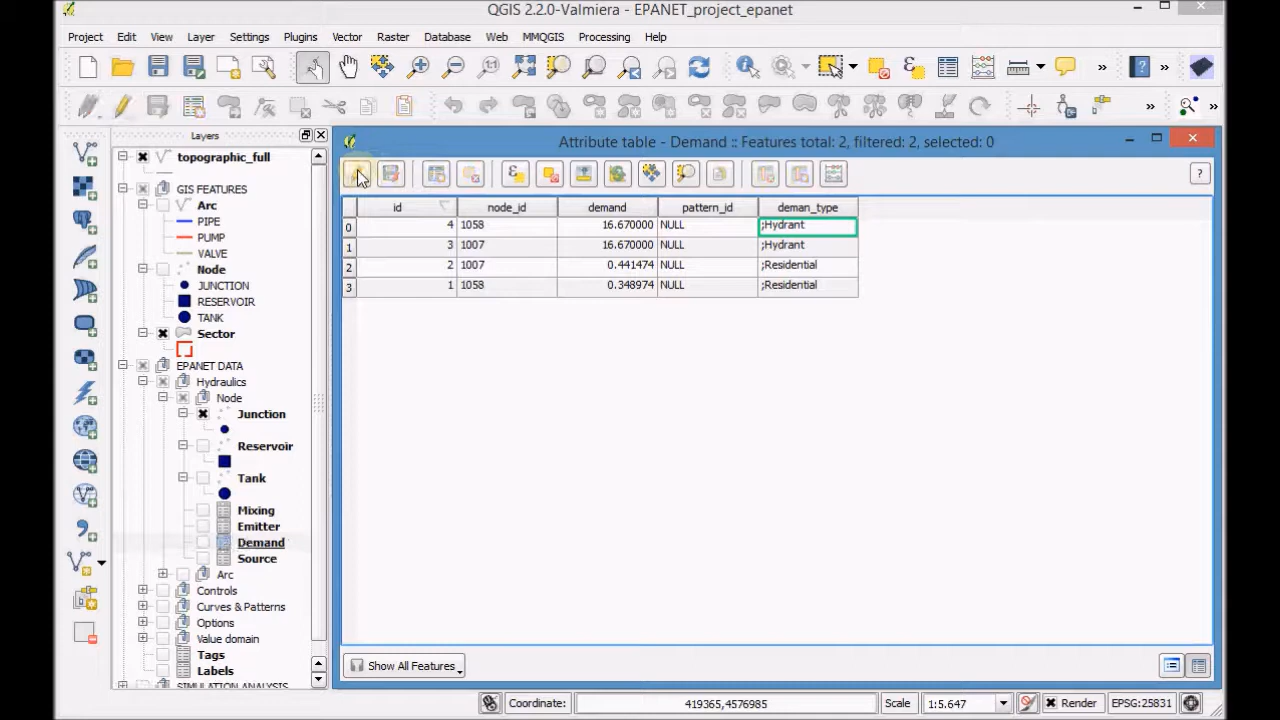 QGIS 2.2.0-Valmiera - EPANET_project_epanet
Project Edit View Layer Settings Plugins Vector Raster Database Web MMQGIS Processing Help
Layers
topographic_full
GIS FEATURES
Arc
PIPE
PUMP
VALVE
Node
JUNCTION
RESERVOIR
TANK
Sector
EPANET DATA
Hydraulics
Node
Junction
Reservoir
Tank
Mixing
Emitter
Demand
Source
Arc
Controls
Curves & Patterns
Options
Value domain
Tags
Labels
SIMULATION ANALYSIS
Attribute table - Demand :: Features total: 2, filtered: 2, selected: 0
id node_id demand pattern_id deman_type
0 4 1058 16.670000 NULL ;Hydrant
1 3 1007 16.670000 NULL ;Hydrant
2 2 1007 0.441474 NULL ;Residential
3 1 1058 0.348974 NULL ;Residential
Show All Features
Coordinate: 419365,4576985 Scale 1:5.647 Render EPSG:25831